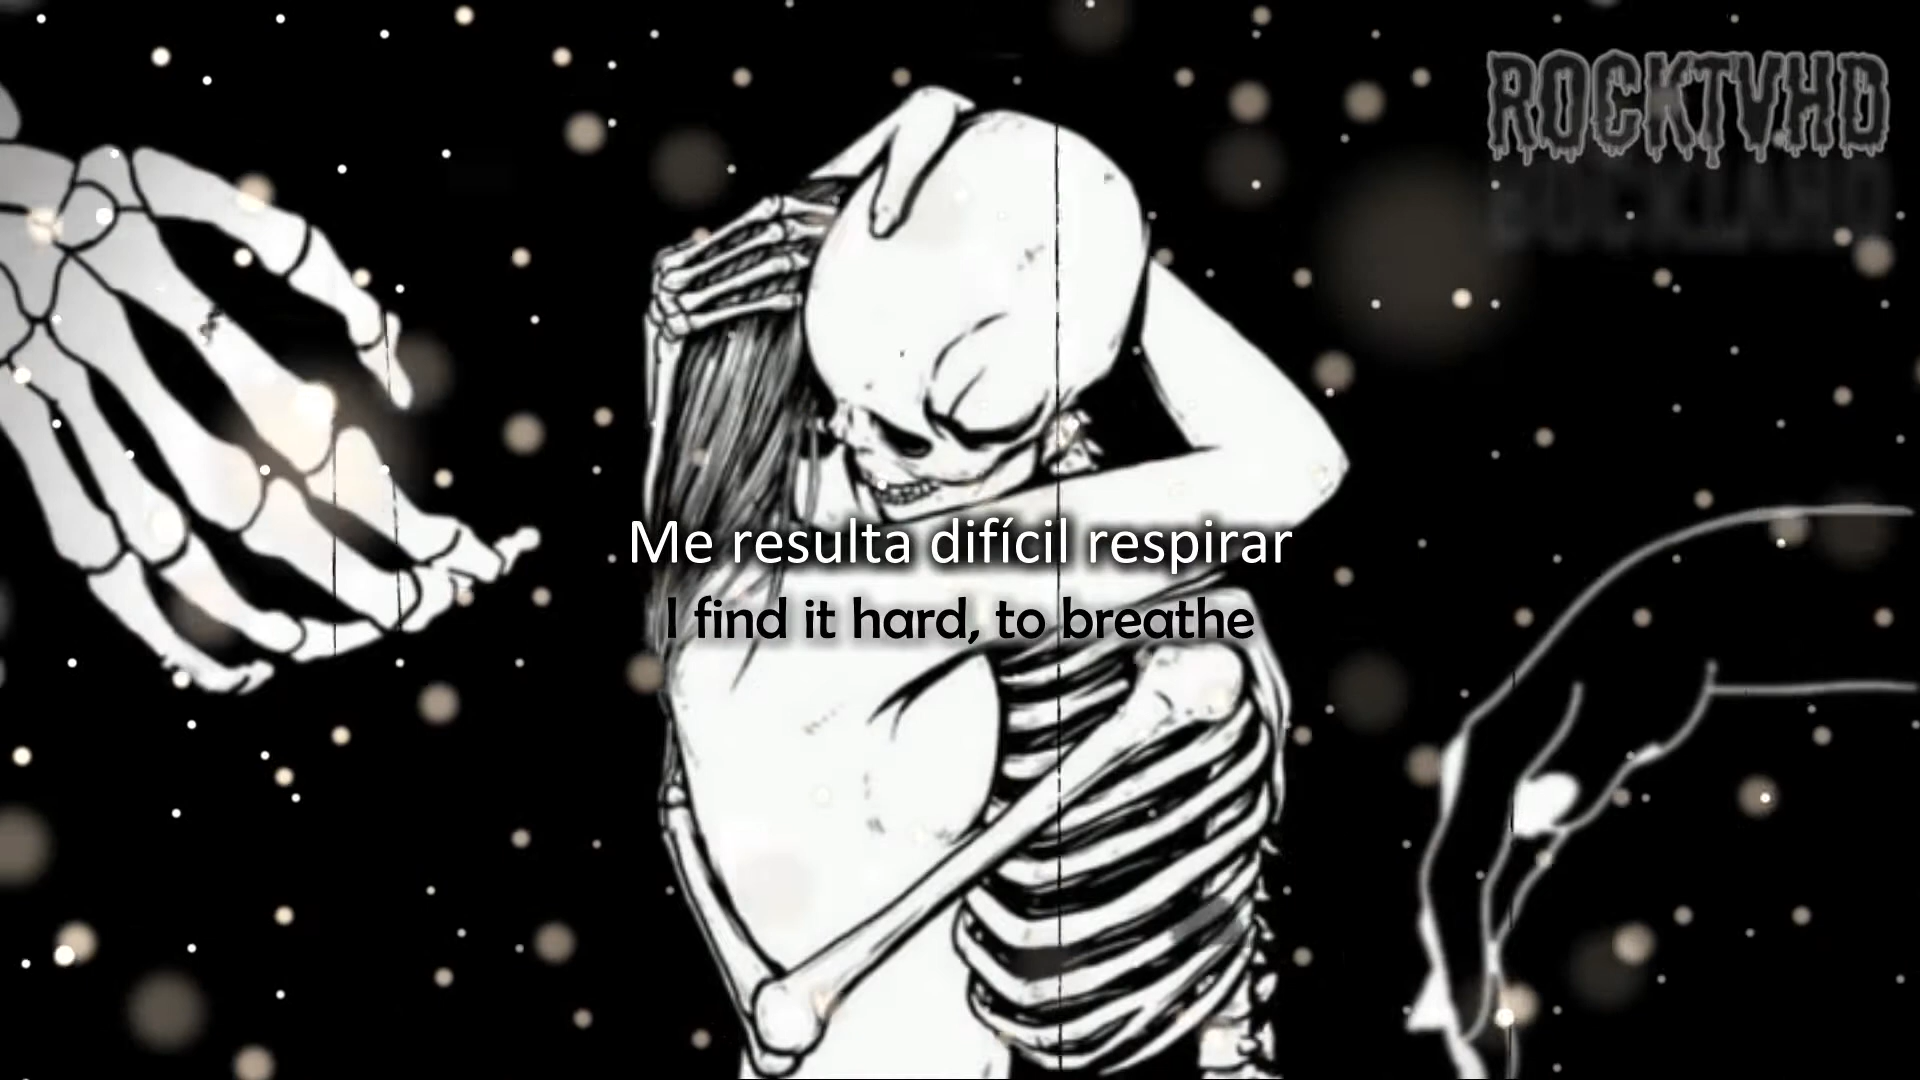 ROCKTVHD
Me resulta difícil respirar
I find it hard, to breathe